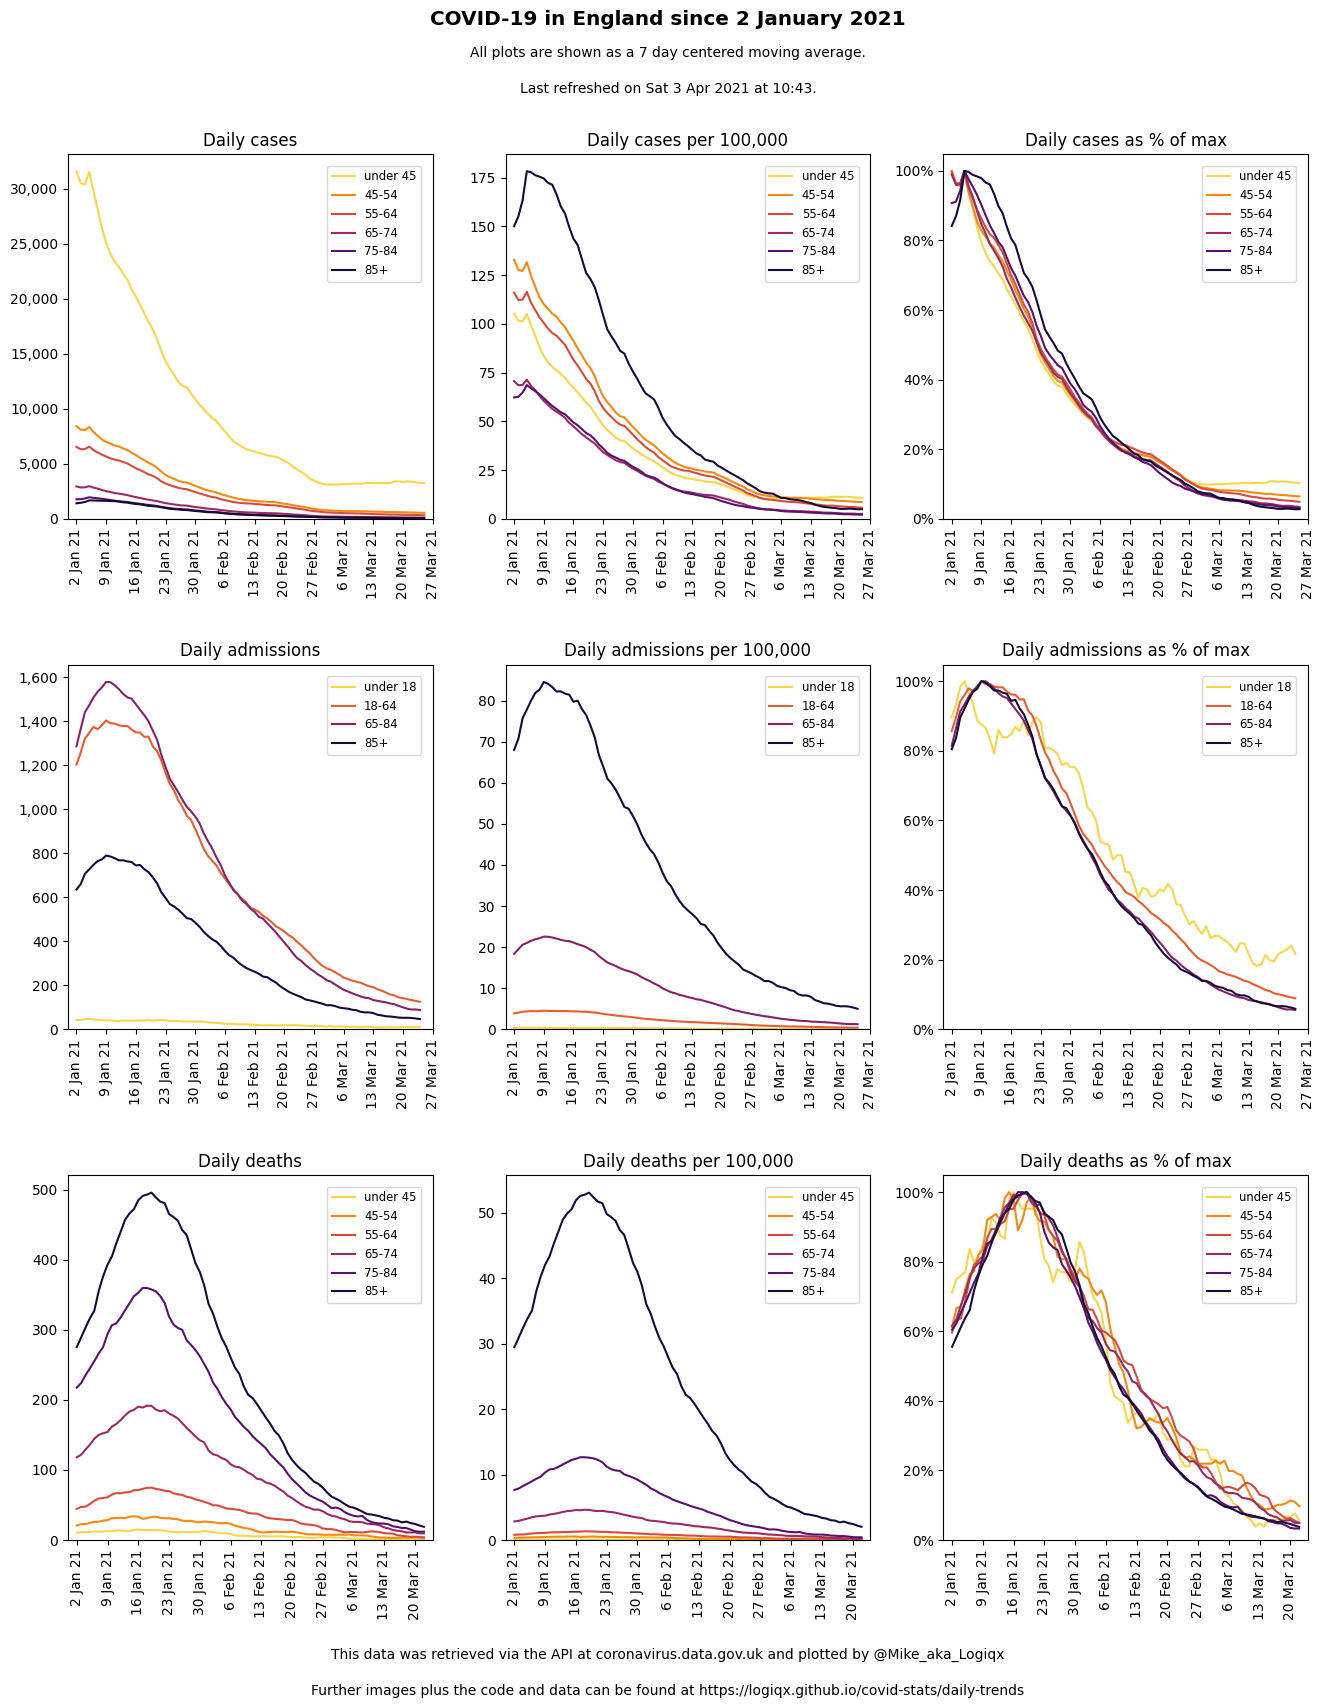 COVID-19 in England since 2 January 2021
All plots are shown as a 7 day centered moving average.
Last refreshed on Sat 3 Apr 2021 at 10:43.
Daily cases
30,000
25,000
20,000
15,000
10,000
5,000
0
under 45
45-54
55-64
65-74
75-84
85+
2 Jan 21
9 Jan 21
16 Jan 21
23 Jan 21
30 Jan 21
6 Feb 21
13 Feb 21
20 Feb 21
27 Feb 21
6 Mar 21
13 Mar 21
20 Mar 21
27 Mar 21
Daily cases per 100,000
175
150
125
100
75
50
25
0
under 45
45-54
55-64
65-74
75-84
85+
2 Jan 21
9 Jan 21
16 Jan 21
23 Jan 21
30 Jan 21
6 Feb 21
13 Feb 21
20 Feb 21
27 Feb 21
6 Mar 21
13 Mar 21
20 Mar 21
27 Mar 21
Daily cases as % of max
100%
80%
60%
40%
20%
0%
under 45
45-54
55-64
65-74
75-84
85+
2 Jan 21
9 Jan 21
16 Jan 21
23 Jan 21
30 Jan 21
6 Feb 21
13 Feb 21
20 Feb 21
27 Feb 21
6 Mar 21
13 Mar 21
20 Mar 21
27 Mar 21
Daily admissions
1,600
1,400
1,200
1,000
800
600
400
200
0
under 18
18-64
65-84
85+
2 Jan 21
9 Jan 21
16 Jan 21
23 Jan 21
30 Jan 21
6 Feb 21
13 Feb 21
20 Feb 21
27 Feb 21
6 Mar 21
13 Mar 21
20 Mar 21
27 Mar 21
Daily admissions per 100,000
80
70
60
50
40
30
20
10
0
under 18
18-64
65-84
85+
2 Jan 21
9 Jan 21
16 Jan 21
23 Jan 21
30 Jan 21
6 Feb 21
13 Feb 21
20 Feb 21
27 Feb 21
6 Mar 21
13 Mar 21
20 Mar 21
27 Mar 21
Daily admissions as % of max
100%
80%
60%
40%
20%
0%
under 18
18-64
65-84
85+
2 Jan 21
9 Jan 21
16 Jan 21
23 Jan 21
30 Jan 21
6 Feb 21
13 Feb 21
20 Feb 21
27 Feb 21
6 Mar 21
13 Mar 21
20 Mar 21
27 Mar 21
Daily deaths
500
400
300
200
100
0
under 45
45-54
55-64
65-74
75-84
85+
2 Jan 21
9 Jan 21
16 Jan 21
23 Jan 21
30 Jan 21
6 Feb 21
13 Feb 21
20 Feb 21
27 Feb 21
6 Mar 21
13 Mar 21
20 Mar 21
Daily deaths per 100,000
50
40
30
20
10
0
under 45
45-54
55-64
65-74
75-84
85+
2 Jan 21
9 Jan 21
16 Jan 21
23 Jan 21
30 Jan 21
6 Feb 21
13 Feb 21
20 Feb 21
27 Feb 21
6 Mar 21
13 Mar 21
20 Mar 21
Daily deaths as % of max
100%
80%
60%
40%
20%
0%
under 45
45-54
55-64
65-74
75-84
85+
2 Jan 21
9 Jan 21
16 Jan 21
23 Jan 21
30 Jan 21
6 Feb 21
13 Feb 21
20 Feb 21
27 Feb 21
6 Mar 21
13 Mar 21
20 Mar 21
This data was retrieved via the API at coronavirus.data.gov.uk and plotted by @Mike_aka_Logiqx
Further images plus the code and data can be found at https://logiqx.github.io/covid-stats/daily-trends